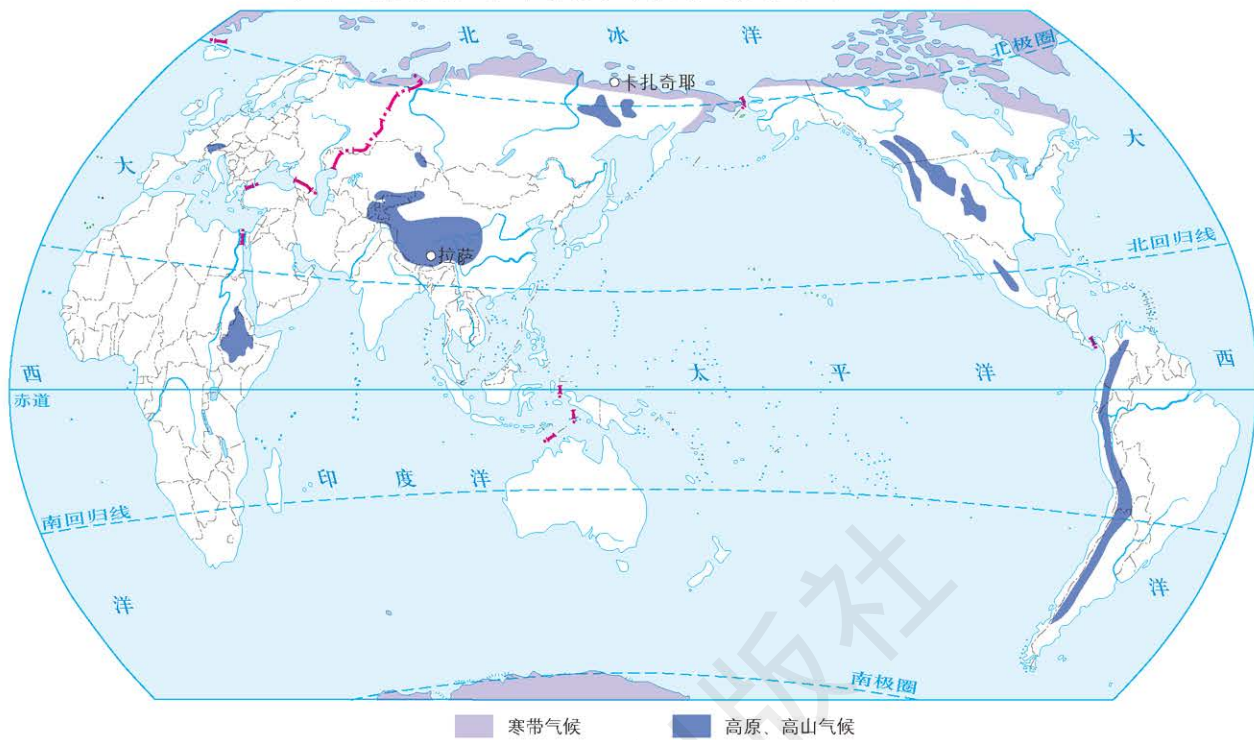 北冰洋
北极圈
卡扎奇耶
大
大
拉萨
北回归线
西
太平洋
西
赤道
印度洋
南回归线
洋
洋
南极圈
版社
寒带气候
高原、高山气候